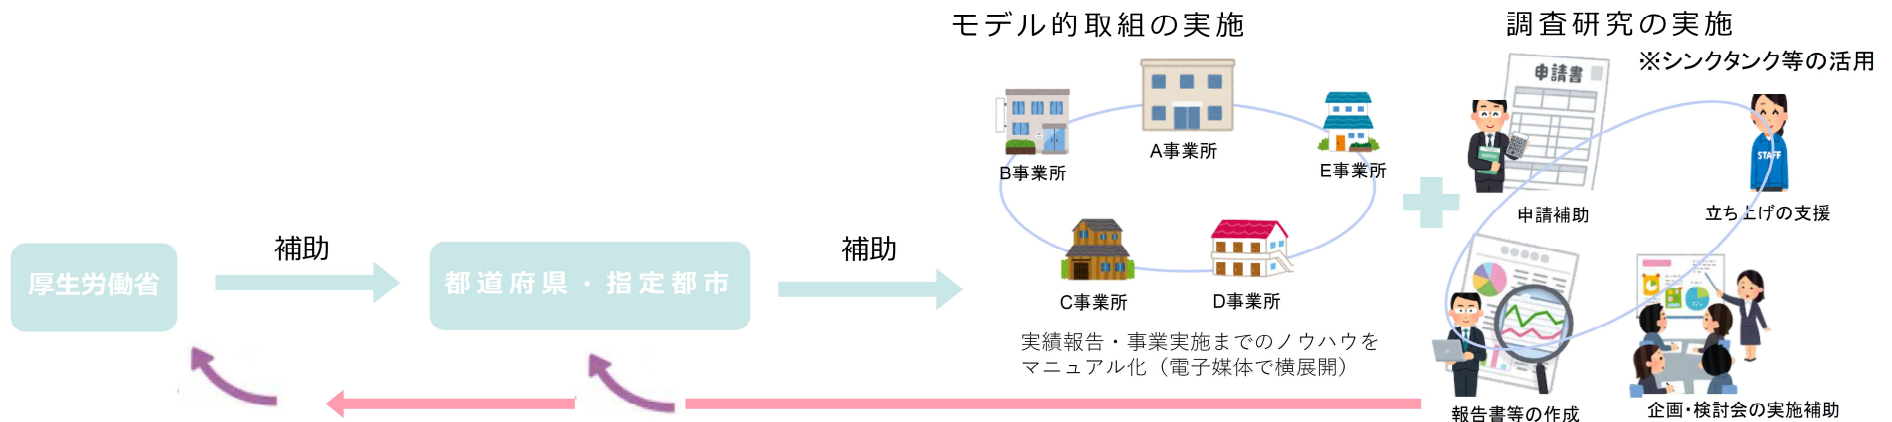 モデル的取組の実施
調査研究の実施
※シンクタンク等の活用
申請書
STAFF
A事業所
B事業所
E事業所
申請補助
立ち上げの支援
補助
補助
厚生労働省
都道府県・指定都市
C事業所
D事業所
実績報告・事業実施までのノウハウを
マニュアル化（電子媒体で横展開）
報告書等の作成
企画・検討会の実施補助